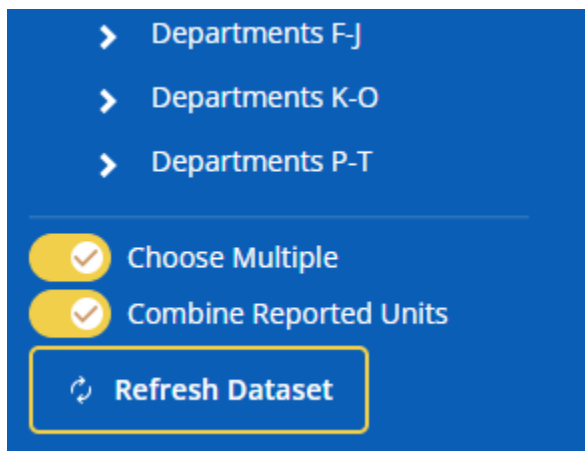 Departments F-J
Departments K-O
Departments P-T
Choose Multiple
Combine Reported Units
Refresh Dataset